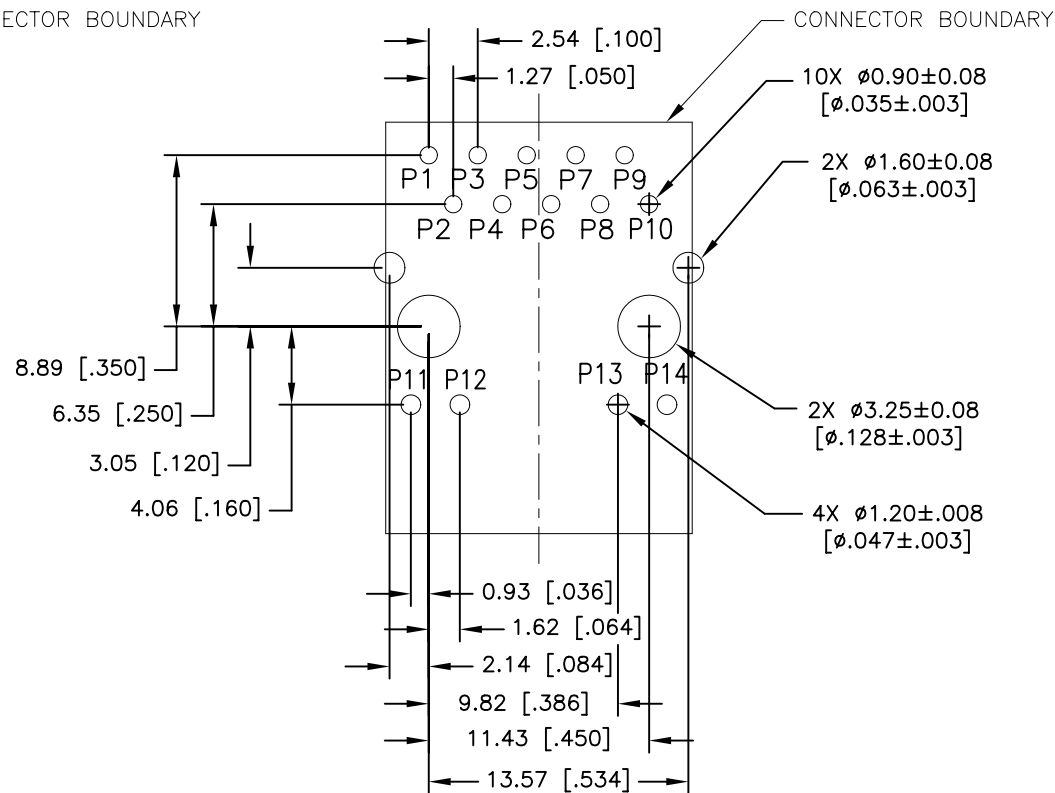 ECTOR BOUNDARY
CONNECTOR BOUNDARY
2.54 [.100]
1.27 [.050]
10X ø0.90±0.08
[ø.035±.003]
2X ø1.60±0.08
[ø.063±.003]
P1 P3 P5 P7 P9
P2 P4 P6 P8 P10
8.89 [.350]
6.35 [.250]
3.05 [.120]
4.06 [.160]
P11 P12 P13 P14
2X ø3.25±0.08
[ø.128±.003]
4X ø1.20±.008
[ø.047±.003]
0.93 [.036]
1.62 [.064]
2.14 [.084]
9.82 [.386]
11.43 [.450]
13.57 [.534]